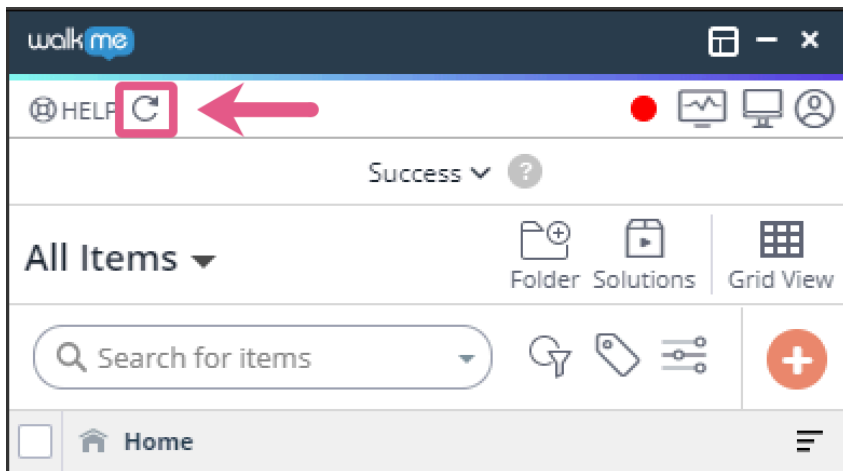 walkme
HELP
Success
?
All Items
Folder Solutions Grid View
Search for items
Home